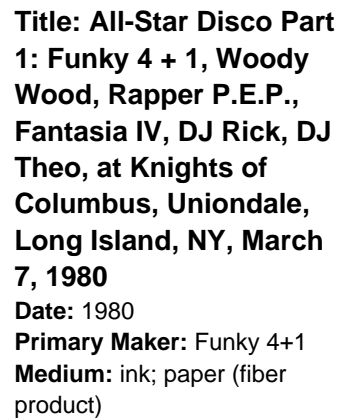 Title: All-Star Disco Part
1: Funky 4 + 1, Woody
Wood, Rapper P.E.P.,
Fantasia IV, DJ Rick, DJ
Theo, at Knights of
Columbus, Uniondale,
Long Island, NY, March
7, 1980
Date: 1980
Primary Maker: Funky 4+1
Medium: ink; paper (fiber
product)